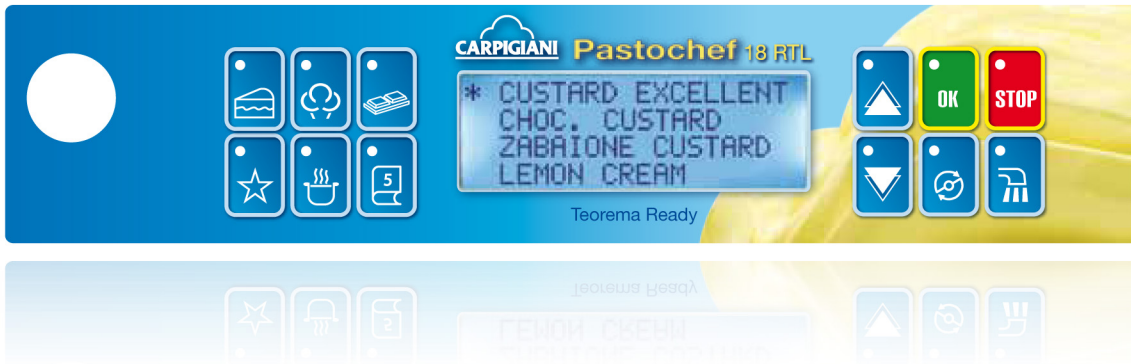 CARPIGIANI Pastochef 18 RTL
* CUSTARD EXCELLENT
CHOC. CUSTARD
ZABAIONE CUSTARD
LEMON CREAM
OK
STOP
5
Teorema Ready